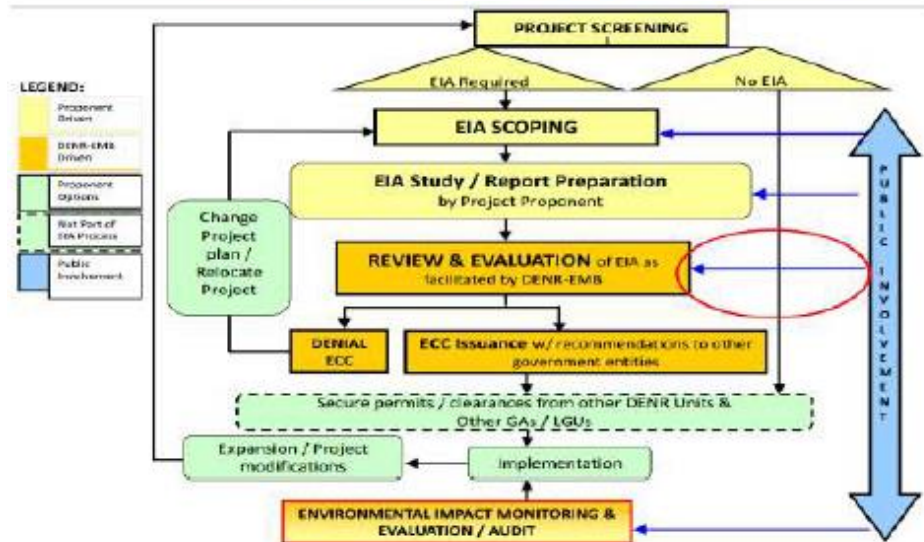 PROJECT SCREENING
EIA Required
No EIA
LEGEND:
Proponent
Driven
DENR-EMB
Driven
Proponent
Options
Not Part of
EIA Process
Public
Involvement
EIA SCOPING
EIA Study / Report Preparation
by Project Proponent
Change
Project
plan /
Relocate
Project
REVIEW & EVALUATION of EIA as
facilitated by DENR-EMB
DENIAL
ECC
ECC Issuance w/ recommendations to other
government entities
Secure permits / clearances from other DENR Units &
Other GAs / LGUs
Expansion / Project
modifications
Implementation
ENVIRONMENTAL IMPACT MONITORING &
EVALUATION / AUDIT
PUBLIC INVOLVEMENT